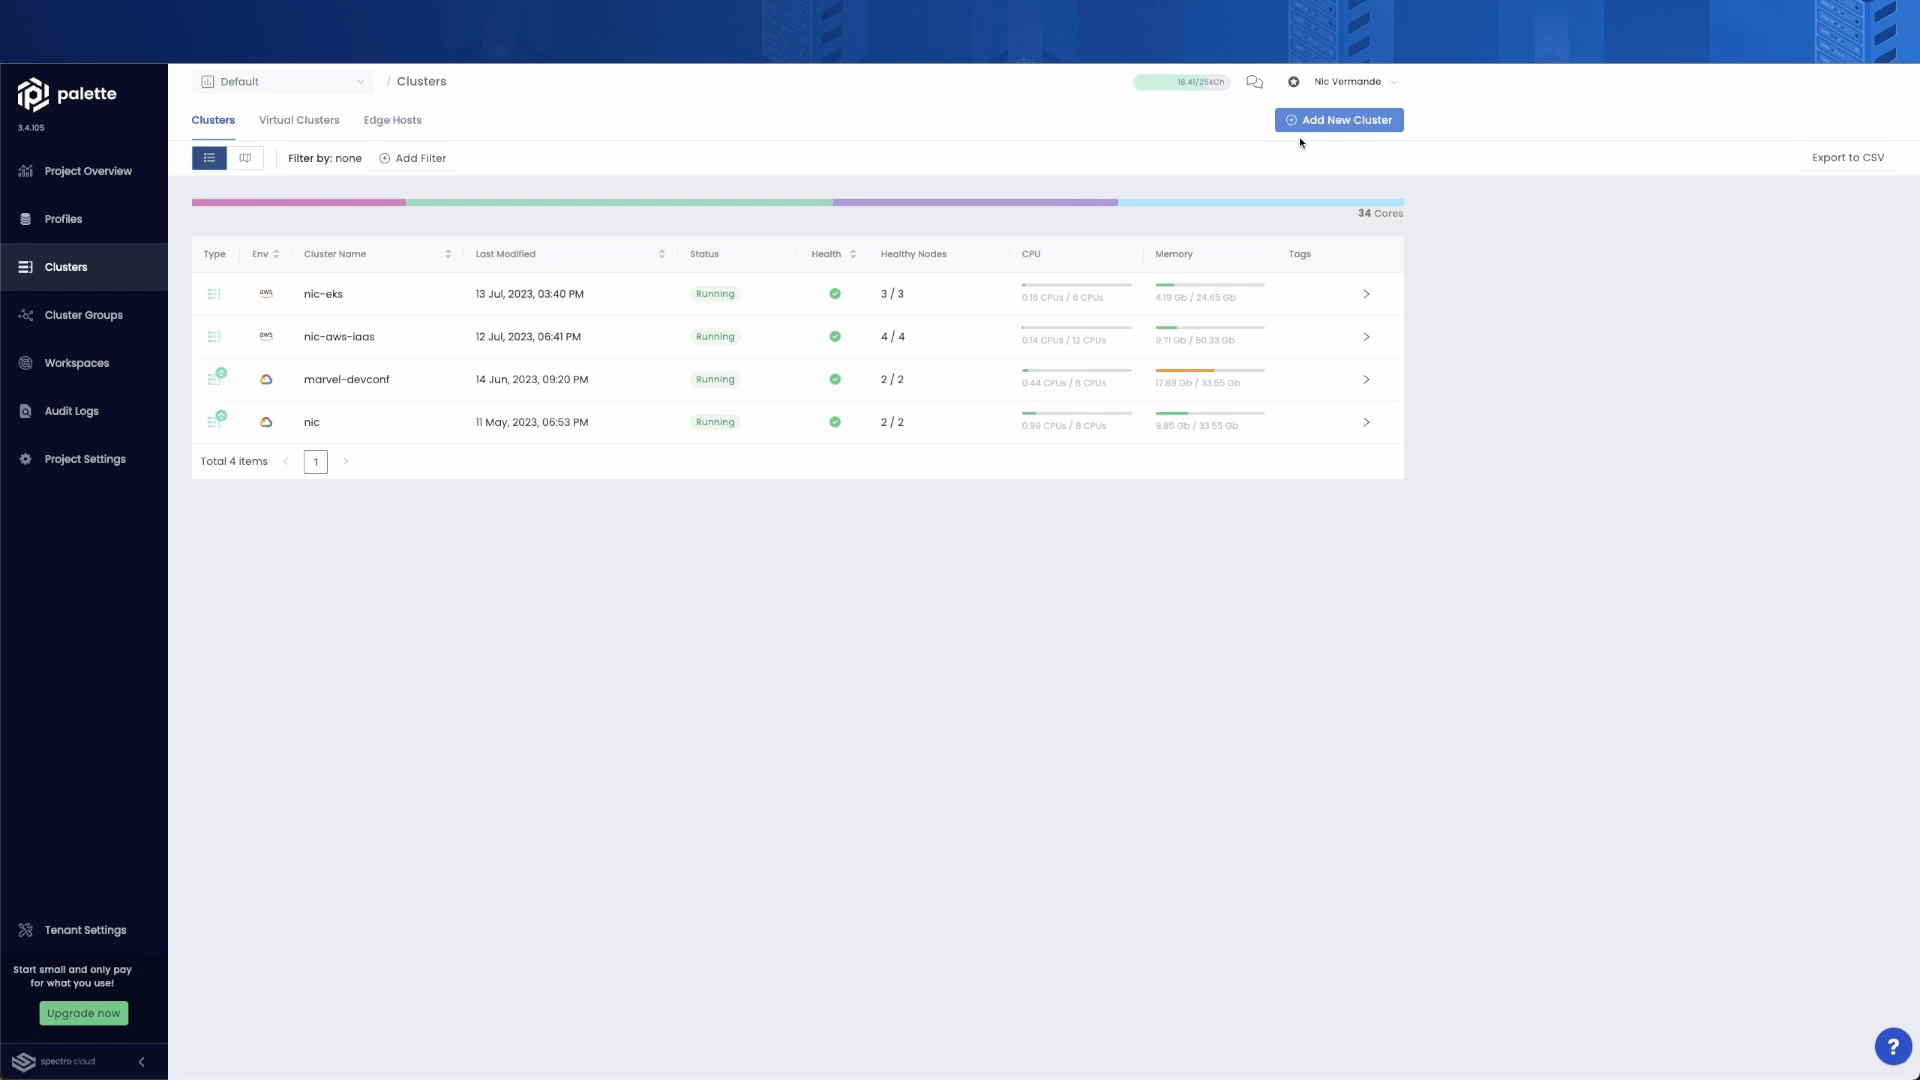 palette
3.4.105
Project Overview
Profiles
Clusters
Cluster Groups
Workspaces
Audit Logs
Project Settings
Tenant Settings
Start small and only pay
for what you use!
Upgrade now
spectro cloud
Default / Clusters
18.41/25kCh
Nic Vermande
Clusters Virtual Clusters Edge Hosts
Add New Cluster
Filter by: none Add Filter
Export to CSV
34 Cores
Type Env Cluster Name Last Modified Status Health Healthy Nodes CPU Memory Tags
aws nic-eks 13 Jul, 2023, 03:40 PM Running 3 / 3 0.15 CPUs / 6 CPUs 4.19 Gb / 24.65 Gb
aws nic-aws-iaas 12 Jul, 2023, 06:41 PM Running 4 / 4 0.14 CPUs / 12 CPUs 9.71 Gb / 50.33 Gb
marvel-devconf 14 Jun, 2023, 09:20 PM Running 2 / 2 0.44 CPUs / 8 CPUs 17.89 Gb / 33.55 Gb
nic 11 May, 2023, 06:53 PM Running 2 / 2 0.99 CPUs / 8 CPUs 9.85 Gb / 33.55 Gb
Total 4 items 1
?